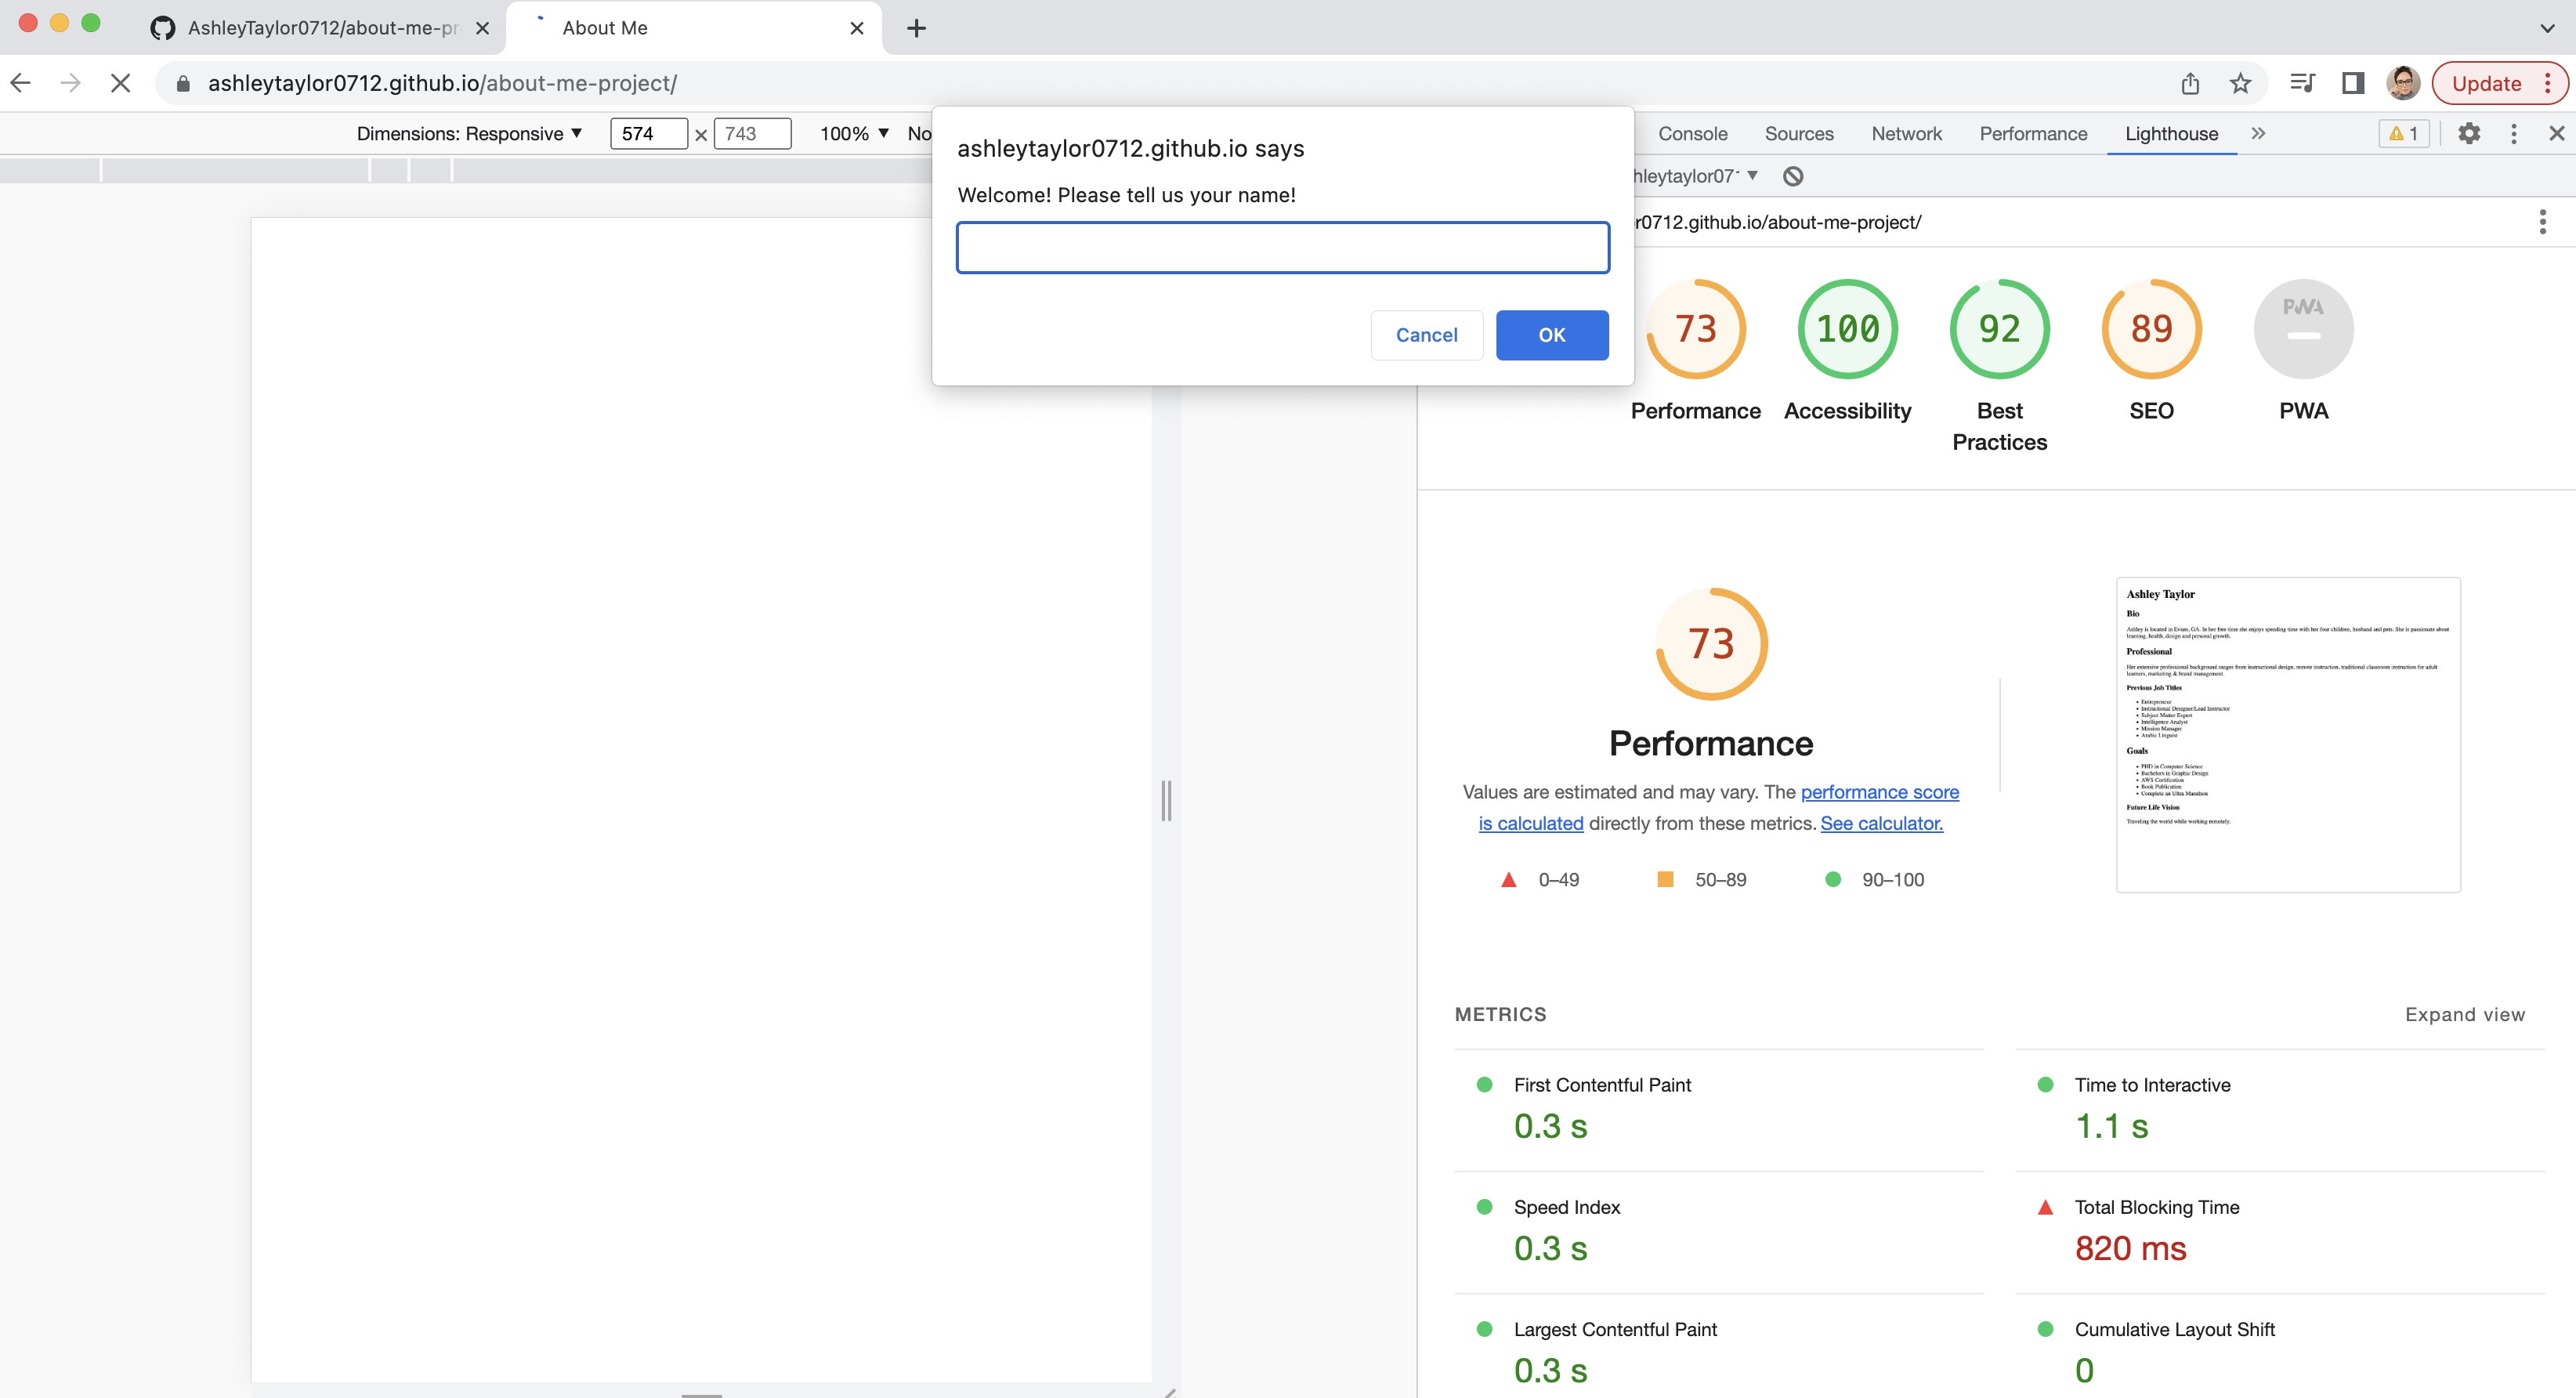 AshleyTaylor0712/about-me-pr
About Me
ashleytaylor0712.github.io/about-me-project/
Update
Dimensions: Responsive
574 × 743
100%
No
ashleytaylor0712.github.io says
Welcome! Please tell us your name!
Cancel
OK
Console
Sources
Network
Performance
Lighthouse
1
hleytaylor07
r0712.github.io/about-me-project/
73
100
92
89
PWA
Performance
Accessibility
Best
Practices
SEO
PWA
73
Performance
Values are estimated and may vary. The performance score
is calculated directly from these metrics. See calculator.
0–49
50–89
90–100
Ashley Taylor
Bio
Ashley is located in Evans, GA. In her free time she enjoys spending time with her four children, husband and pets. She is passionate about
learning, health, design and personal growth.
Professional
Her extensive professional background ranges from instructional design, remote instruction, traditional classroom instruction for adult
learners, marketing & brand management.
Previous Job Titles
Entrepreneur
Instructional Designer/Lead Instructor
Subject Matter Expert
Intelligence Analyst
Mission Manager
Arabic Linguist
Goals
PHD in Computer Science
Bachelors in Graphic Design
AWS Certification
Book Publication
Complete an Ultra Marathon
Future Life Vision
Traveling the world while working remotely.
METRICS
Expand view
First Contentful Paint
0.3 s
Time to Interactive
1.1 s
Speed Index
0.3 s
Total Blocking Time
820 ms
Largest Contentful Paint
0.3 s
Cumulative Layout Shift
0